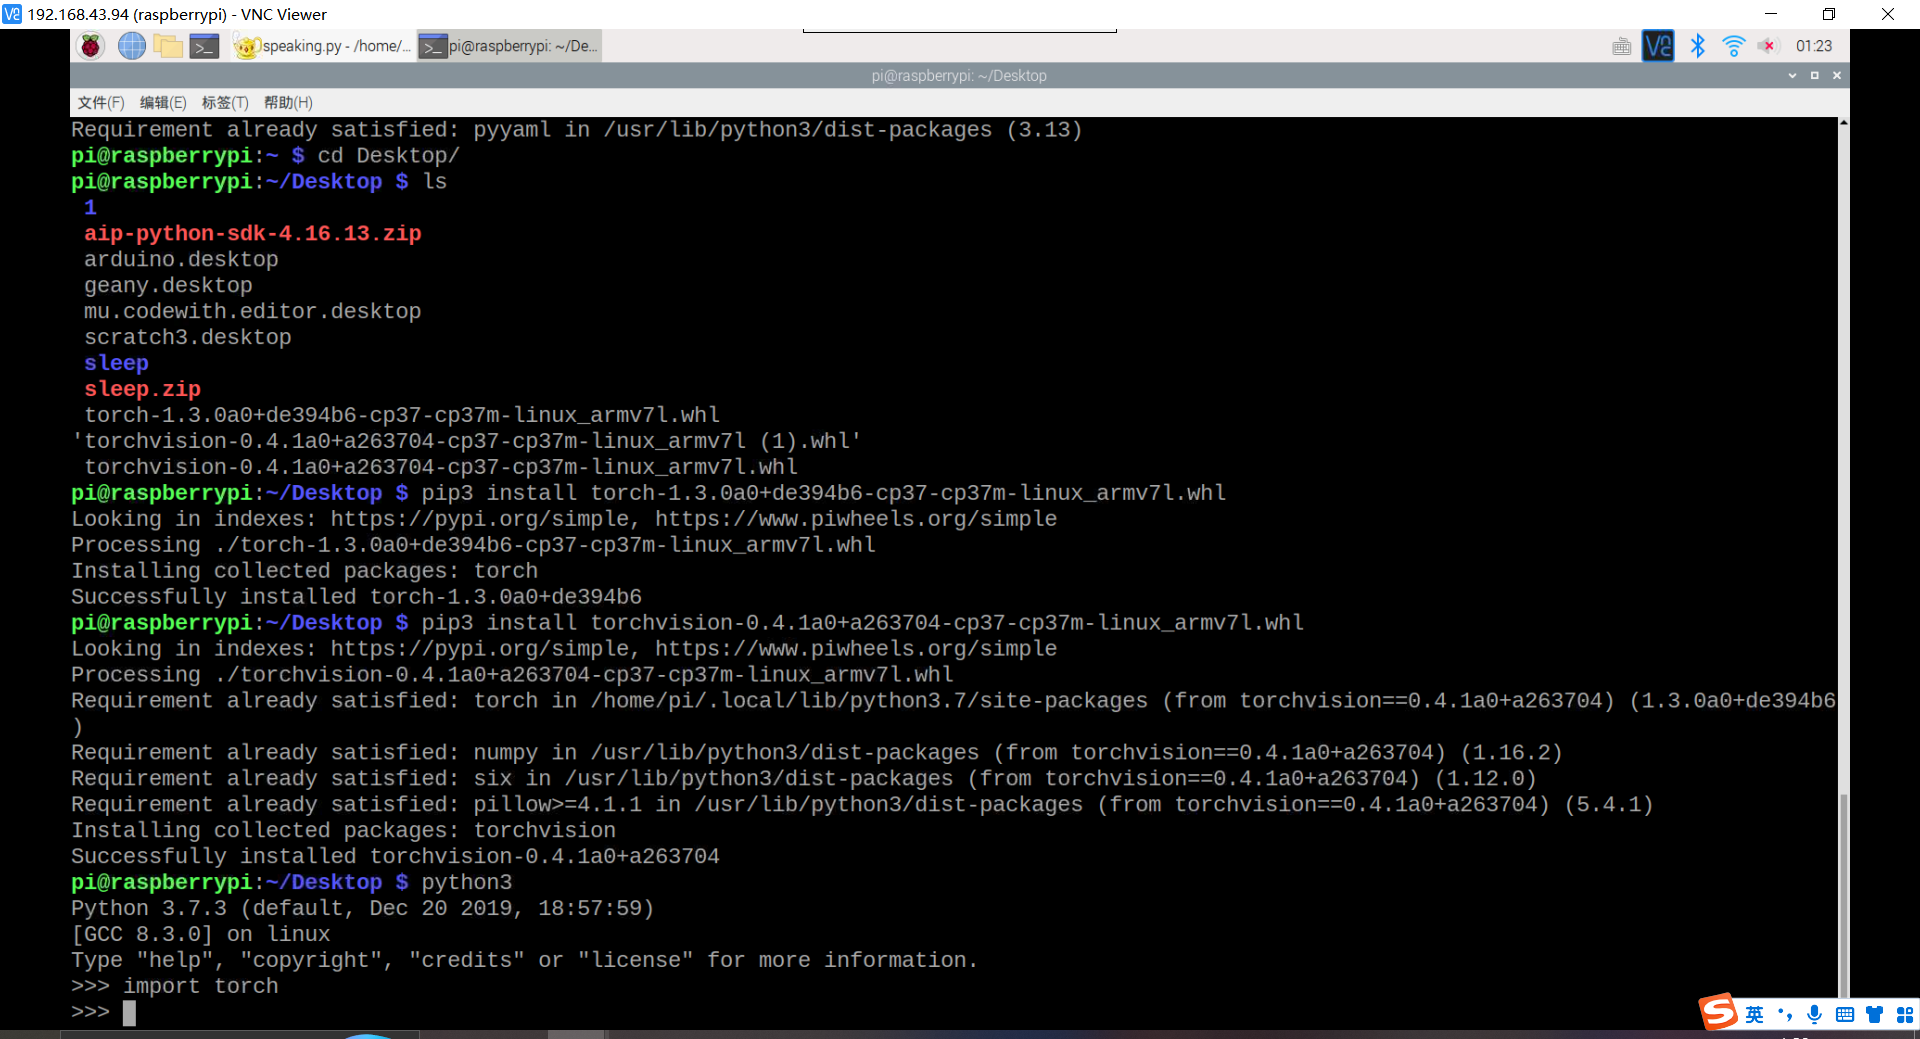 192.168.43.94 (raspberrypi) - VNC Viewer
speaking.py - /home/...
pi@raspberrypi: ~/De...
01:23
pi@raspberrypi: ~/Desktop
文件(F) 编辑(E) 标签(T) 帮助(H)
Requirement already satisfied: pyyaml in /usr/lib/python3/dist-packages (3.13)
pi@raspberrypi:~ $ cd Desktop/
pi@raspberrypi:~/Desktop $ ls
1
aip-python-sdk-4.16.13.zip
arduino.desktop
geany.desktop
mu.codewith.editor.desktop
scratch3.desktop
sleep
sleep.zip
torch-1.3.0a0+de394b6-cp37-cp37m-linux_armv7l.whl
'torchvision-0.4.1a0+a263704-cp37-cp37m-linux_armv7l (1).whl'
torchvision-0.4.1a0+a263704-cp37-cp37m-linux_armv7l.whl
pi@raspberrypi:~/Desktop $ pip3 install torch-1.3.0a0+de394b6-cp37-cp37m-linux_armv7l.whl
Looking in indexes: https://pypi.org/simple, https://www.piwheels.org/simple
Processing ./torch-1.3.0a0+de394b6-cp37-cp37m-linux_armv7l.whl
Installing collected packages: torch
Successfully installed torch-1.3.0a0+de394b6
pi@raspberrypi:~/Desktop $ pip3 install torchvision-0.4.1a0+a263704-cp37-cp37m-linux_armv7l.whl
Looking in indexes: https://pypi.org/simple, https://www.piwheels.org/simple
Processing ./torchvision-0.4.1a0+a263704-cp37-cp37m-linux_armv7l.whl
Requirement already satisfied: torch in /home/pi/.local/lib/python3.7/site-packages (from torchvision==0.4.1a0+a263704) (1.3.0a0+de394b6
)
Requirement already satisfied: numpy in /usr/lib/python3/dist-packages (from torchvision==0.4.1a0+a263704) (1.16.2)
Requirement already satisfied: six in /usr/lib/python3/dist-packages (from torchvision==0.4.1a0+a263704) (1.12.0)
Requirement already satisfied: pillow>=4.1.1 in /usr/lib/python3/dist-packages (from torchvision==0.4.1a0+a263704) (5.4.1)
Installing collected packages: torchvision
Successfully installed torchvision-0.4.1a0+a263704
pi@raspberrypi:~/Desktop $ python3
Python 3.7.3 (default, Dec 20 2019, 18:57:59)
[GCC 8.3.0] on linux
Type "help", "copyright", "credits" or "license" for more information.
>>> import torch
>>>
英